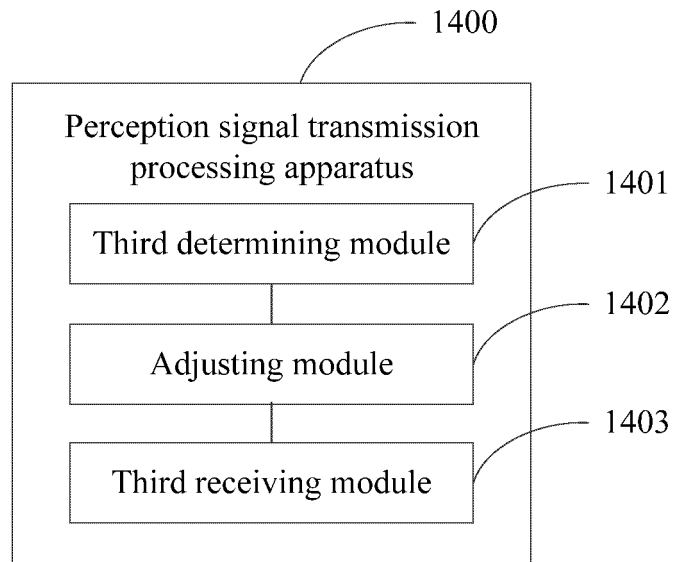 1400
Perception signal transmission
processing apparatus
1401
Third determining module
1402
Adjusting module
1403
Third receiving module